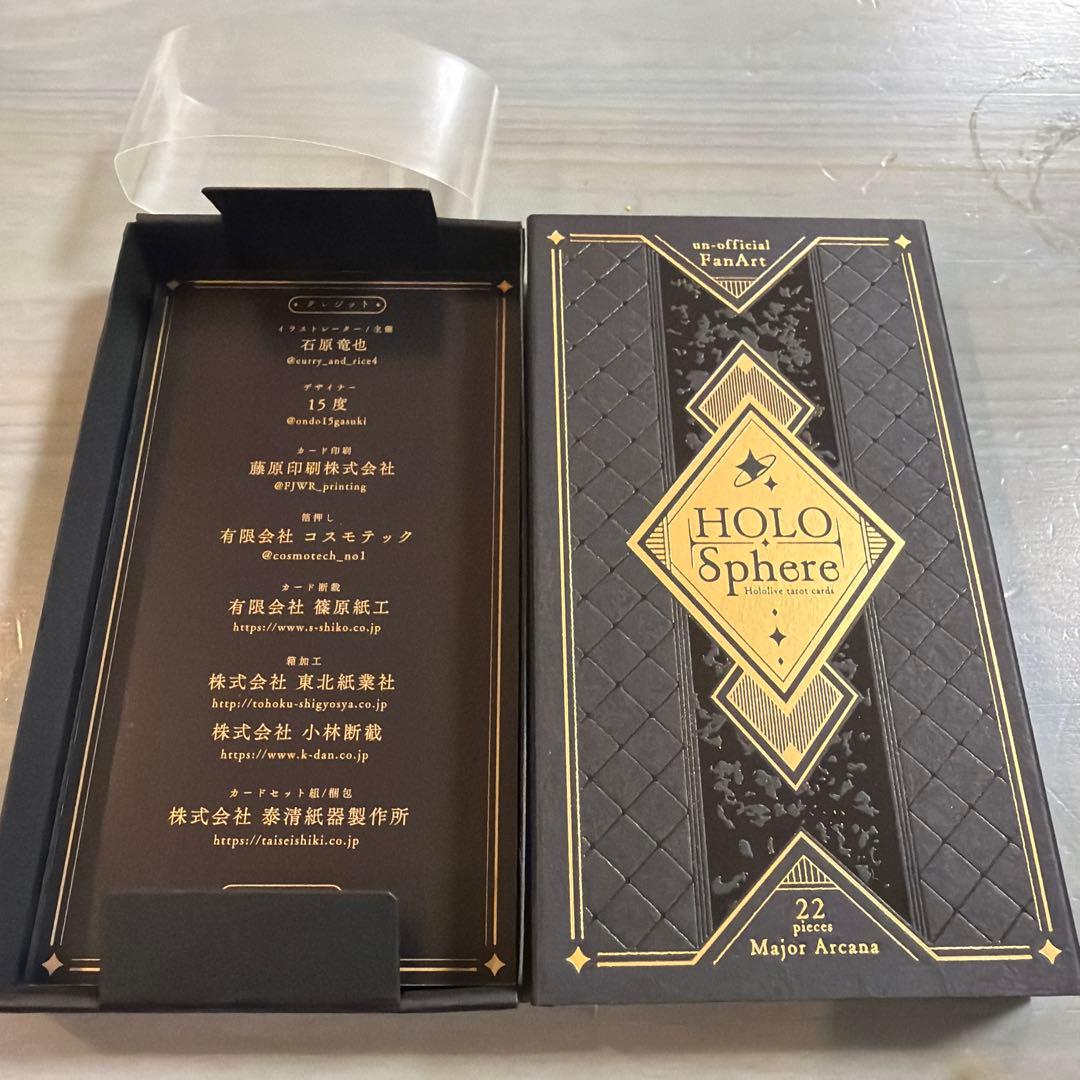 クレジット
イラストレーター/主催
石原竜也
@curry_and_rice4
デザイナー
15度
@ondo15gasuki
カード印刷
藤原印刷株式会社
@FJWR_printing
箔押し
有限会社 コスモテック
@cosmotech_no1
カード断裁
有限会社 篠原紙工
https://www.s-shiko.co.jp
箱加工
株式会社 東北紙業社
http://tohoku-shigyosya.co.jp
株式会社 小林断截
https://www.k-dan.co.jp
カードセット組/梱包
株式会社 泰清紙器製作所
https://taiseishiki.co.jp
un-official
FanArt
HOLO
Sphere
Hololive tarot cards
22
pieces
Major Arcana